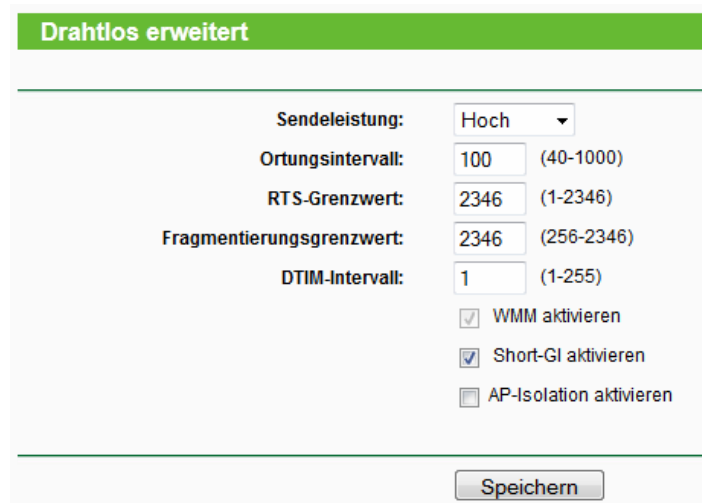 Drahtlos erweitert
Sendeleistung: Hoch
Ortungsintervall: 100 (40-1000)
RTS-Grenzwert: 2346 (1-2346)
Fragmentierungsgrenzwert: 2346 (256-2346)
DTIM-Intervall: 1 (1-255)
WMM aktivieren
Short-GI aktivieren
AP-Isolation aktivieren
Speichern